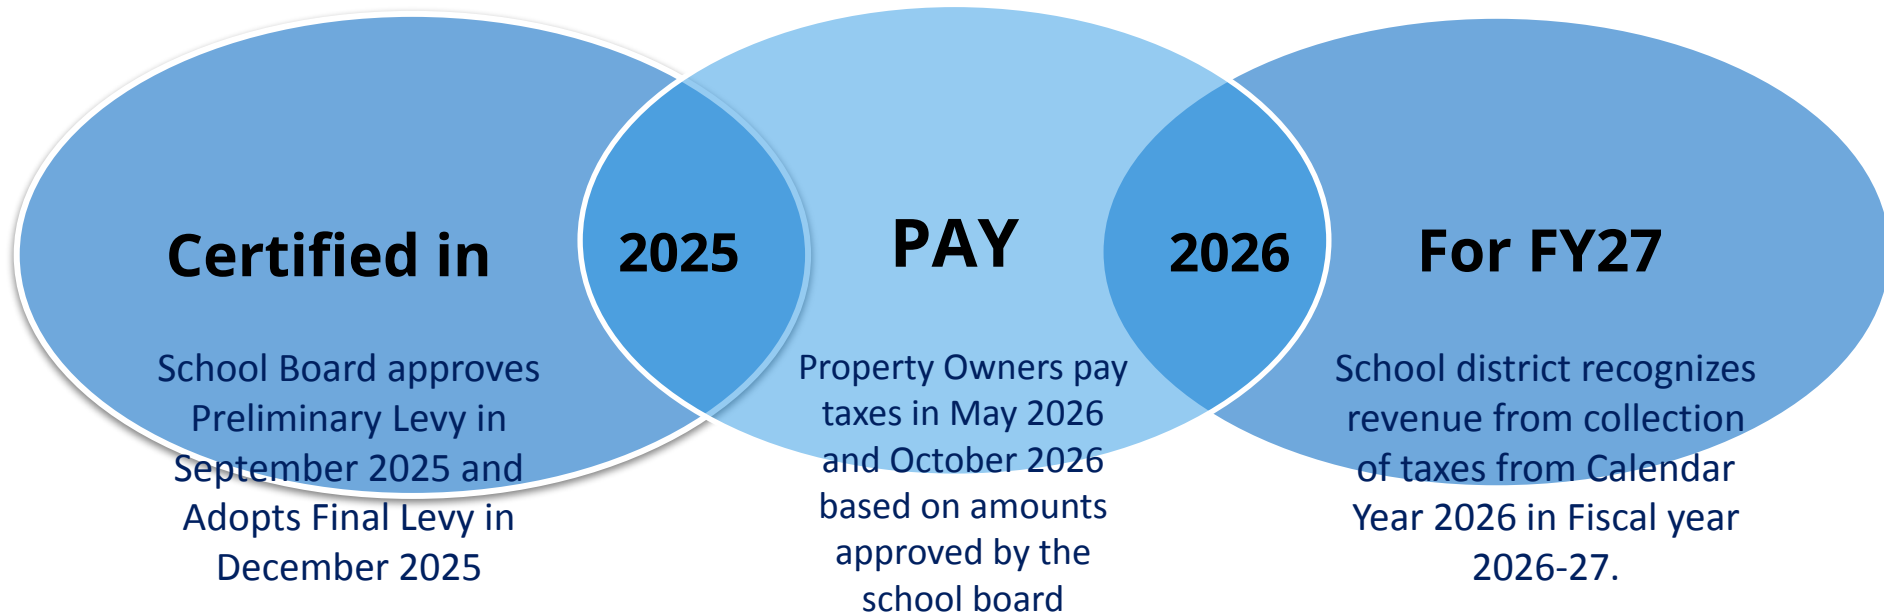 Certified in
2025
PAY
2026
For FY27
School Board approves
Preliminary Levy in
September 2025 and
Adopts Final Levy in
December 2025
Property Owners pay
taxes in May 2026
and October 2026
based on amounts
approved by the
school board
School district recognizes
revenue from collection
of taxes from Calendar
Year 2026 in Fiscal year
2026-27.